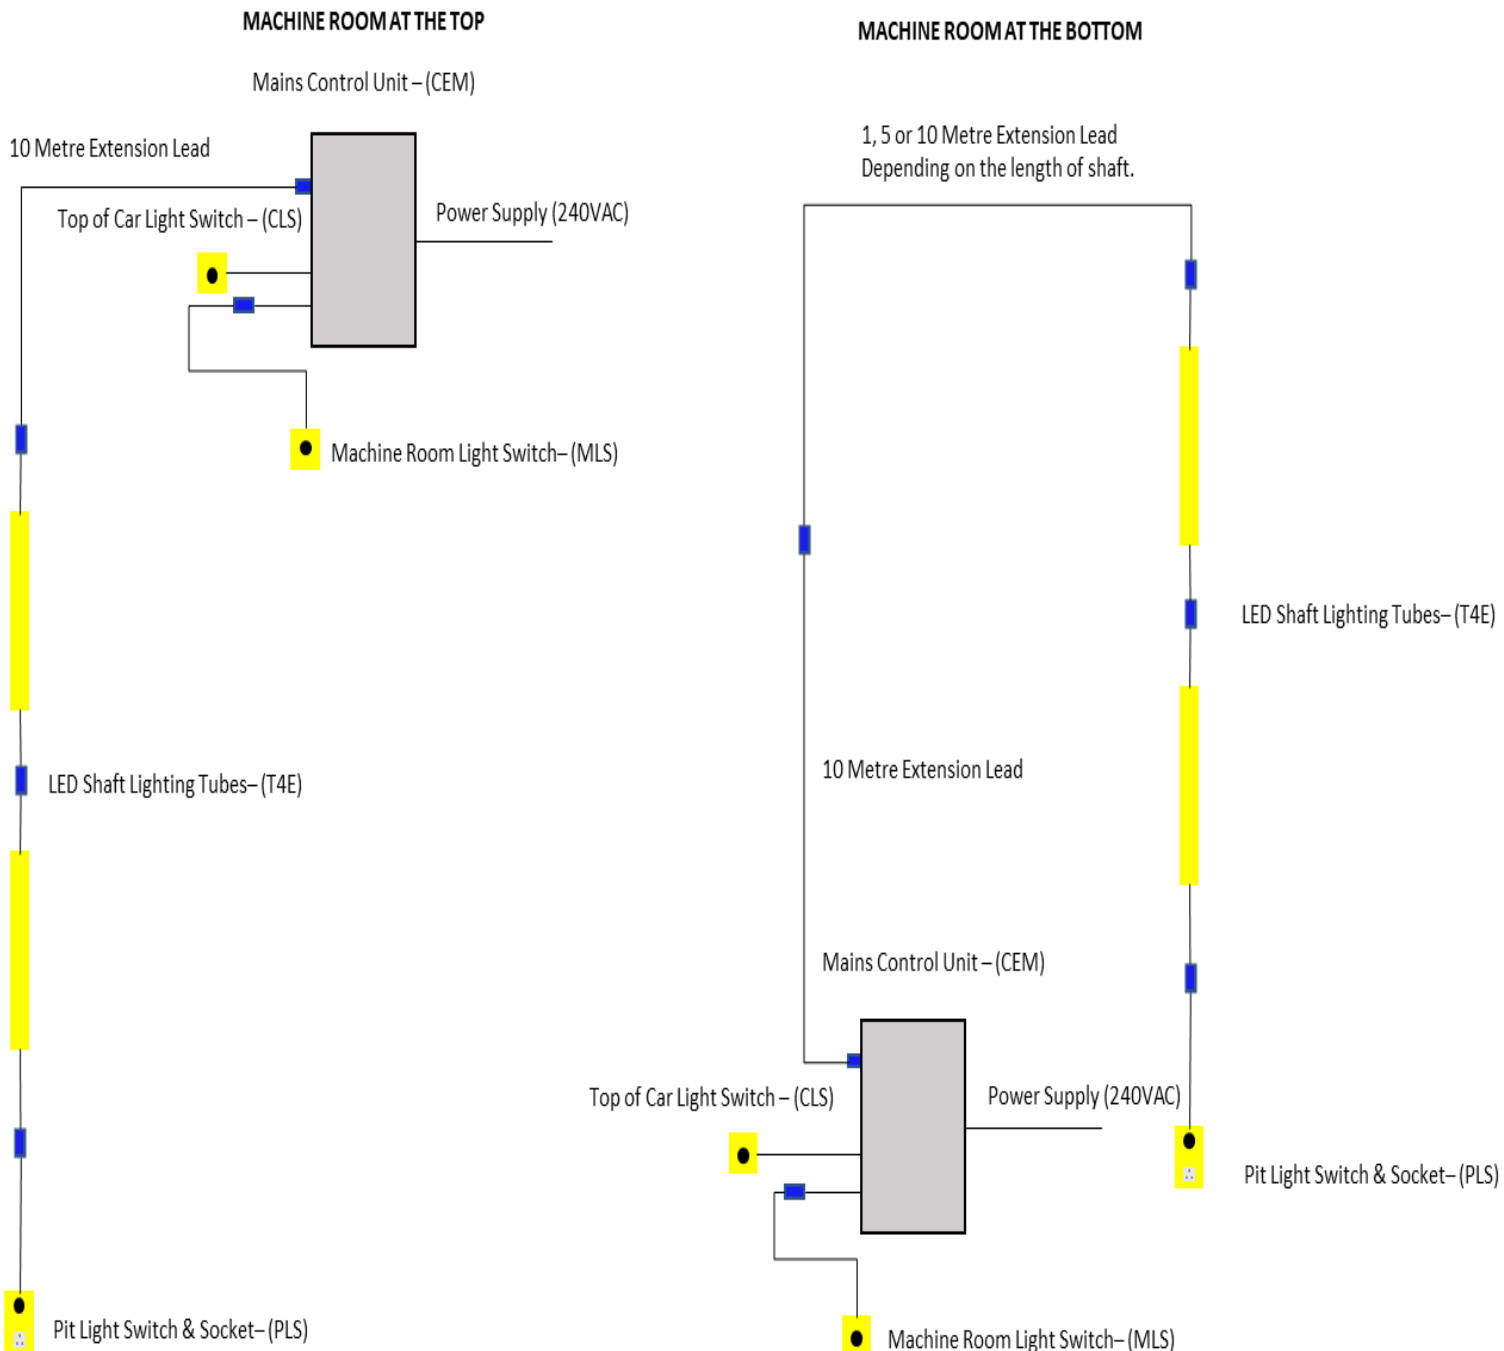 MACHINE ROOM AT THE TOP
Mains Control Unit – (CEM)
10 Metre Extension Lead
Top of Car Light Switch – (CLS)
Power Supply (240VAC)
Machine Room Light Switch– (MLS)
LED Shaft Lighting Tubes– (T4E)
Pit Light Switch & Socket– (PLS)
MACHINE ROOM AT THE BOTTOM
1, 5 or 10 Metre Extension Lead
Depending on the length of shaft.
LED Shaft Lighting Tubes– (T4E)
10 Metre Extension Lead
Mains Control Unit – (CEM)
Top of Car Light Switch – (CLS)
Power Supply (240VAC)
Pit Light Switch & Socket– (PLS)
Machine Room Light Switch– (MLS)